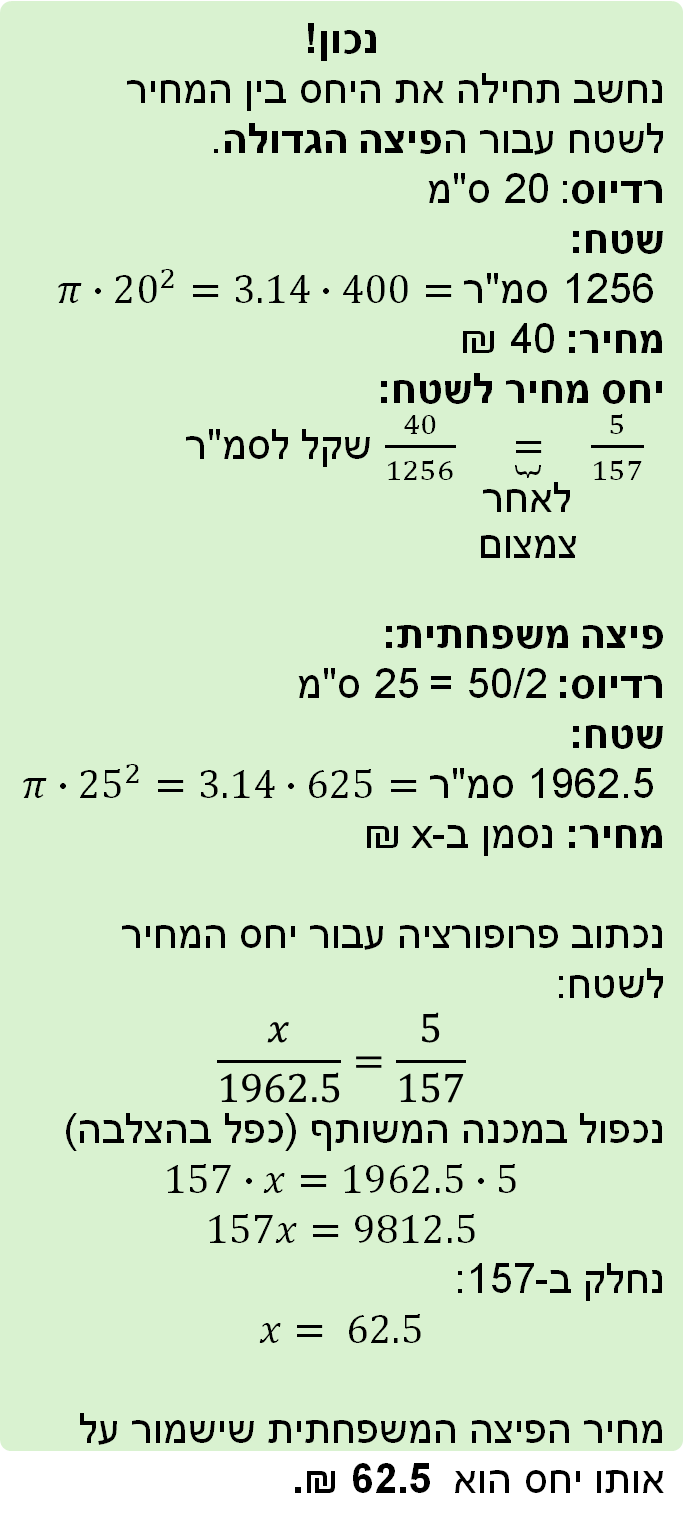 נכון!
נחשב תחילה את היחס בין המחיר
לשטח עבור הפיצה הגדולה.
רדיוס: 20 ס"מ
שטח:
π · 20² = 3.14 · 400 = 1256 סמ"ר
מחיר: 40 ₪
יחס מחיר לשטח:
5/157 = 40/1256 שקל לסמ"ר
לאחר
צמצום
פיצה משפחתית:
רדיוס: 50/2 = 25 ס"מ
שטח:
π · 25² = 3.14 · 625 = 1962.5 סמ"ר
מחיר: נסמן ב-x ₪
נכתוב פרופורציה עבור יחס המחיר
לשטח:
x/1962.5 = 5/157
נכפול במכנה המשותף (כפל בהצלבה)
157 · x = 1962.5 · 5
157x = 9812.5
נחלק ב-157:
x = 62.5
מחיר הפיצה המשפחתית שישמור על
אותו יחס הוא 62.5 ₪.